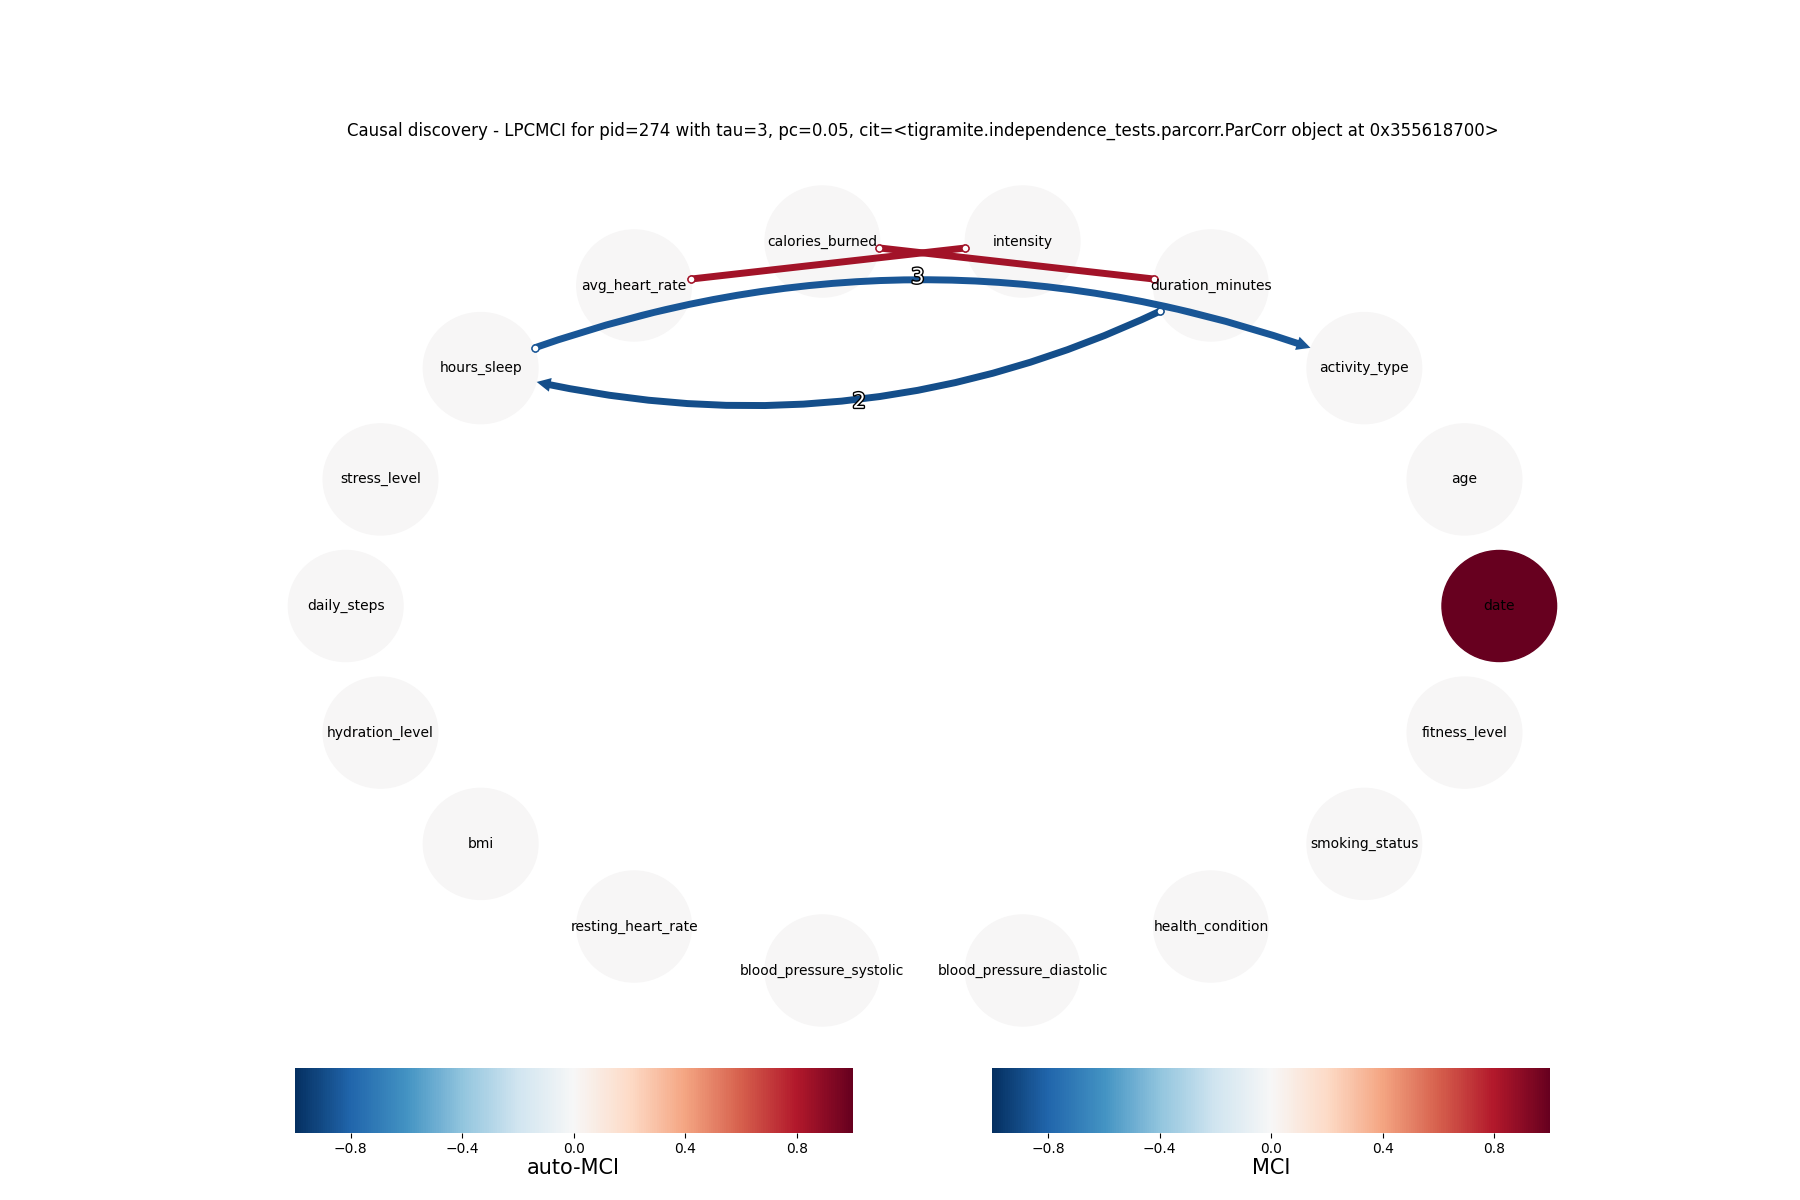 Causal discovery - LPCMCI for pid=274 with tau=3, pc=0.05, cit=<tigramite.independence_tests.parcorr.ParCorr object at 0x355618700>
calories_burned
intensity
avg_heart_rate
3
duration_minutes
hours_sleep
activity_type
2
stress_level
age
daily_steps
date
hydration_level
fitness_level
bmi
smoking_status
resting_heart_rate
health_condition
blood_pressure_systolic
blood_pressure_diastolic
−0.8 −0.4 0.0 0.4 0.8
auto-MCI
−0.8 −0.4 0.0 0.4 0.8
MCI